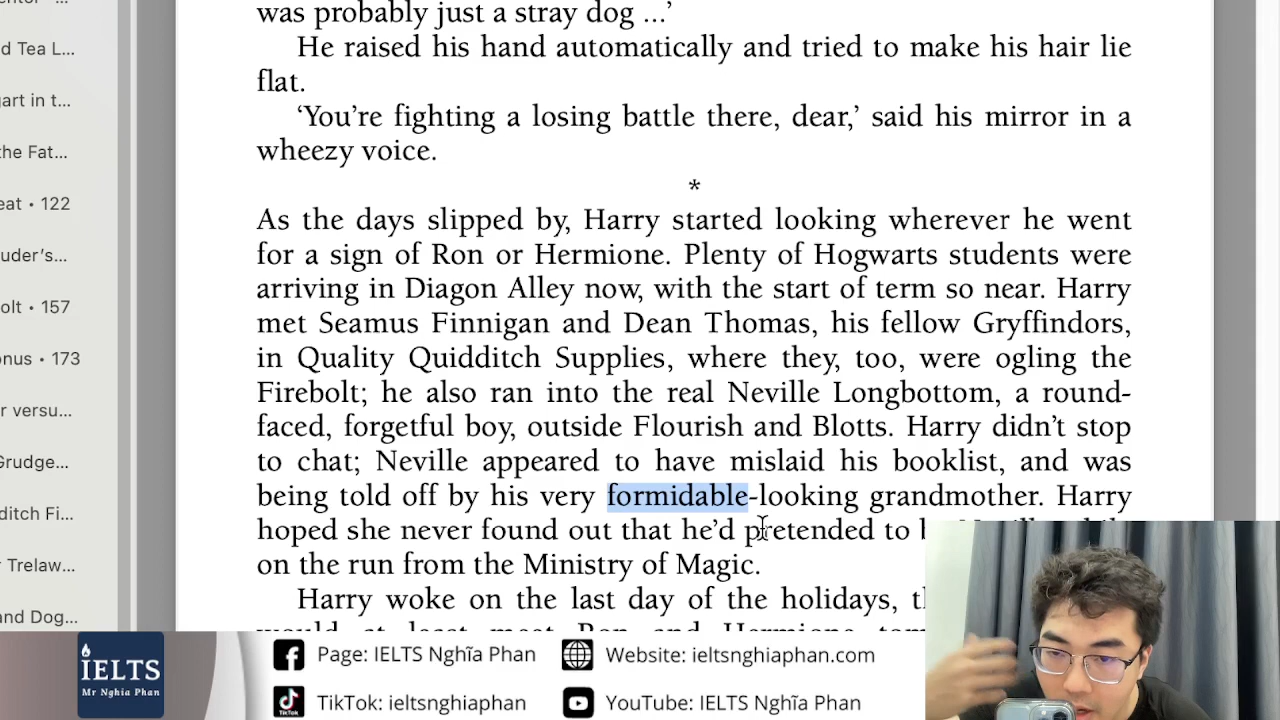 was probably just a stray dog …’
He raised his hand automatically and tried to make his hair lie
flat.
‘You’re fighting a losing battle there, dear,’ said his mirror in a
wheezy voice.
*
As the days slipped by, Harry started looking wherever he went
for a sign of Ron or Hermione. Plenty of Hogwarts students were
arriving in Diagon Alley now, with the start of term so near. Harry
met Seamus Finnigan and Dean Thomas, his fellow Gryffindors,
in Quality Quidditch Supplies, where they, too, were ogling the
Firebolt; he also ran into the real Neville Longbottom, a round-
faced, forgetful boy, outside Flourish and Blotts. Harry didn’t stop
to chat; Neville appeared to have mislaid his booklist, and was
being told off by his very formidable-looking grandmother. Harry
hoped she never found out that he’d pretended to
on the run from the Ministry of Magic.
Harry woke on the last day of the holidays,
d Tea L...
gart in t...
the Fat...
eat • 122
uder’s...
olt • 157
onus • 173
r versu...
Grudge...
ditch Fi...
r Trelaw...
and Dog...
IELTS
Mr Nghia Phan
Page: IELTS Nghĩa Phan
Website: ieltsnghiaphan.com
TikTok: ieltsnghiaphan
YouTube: IELTS Nghĩa Phan